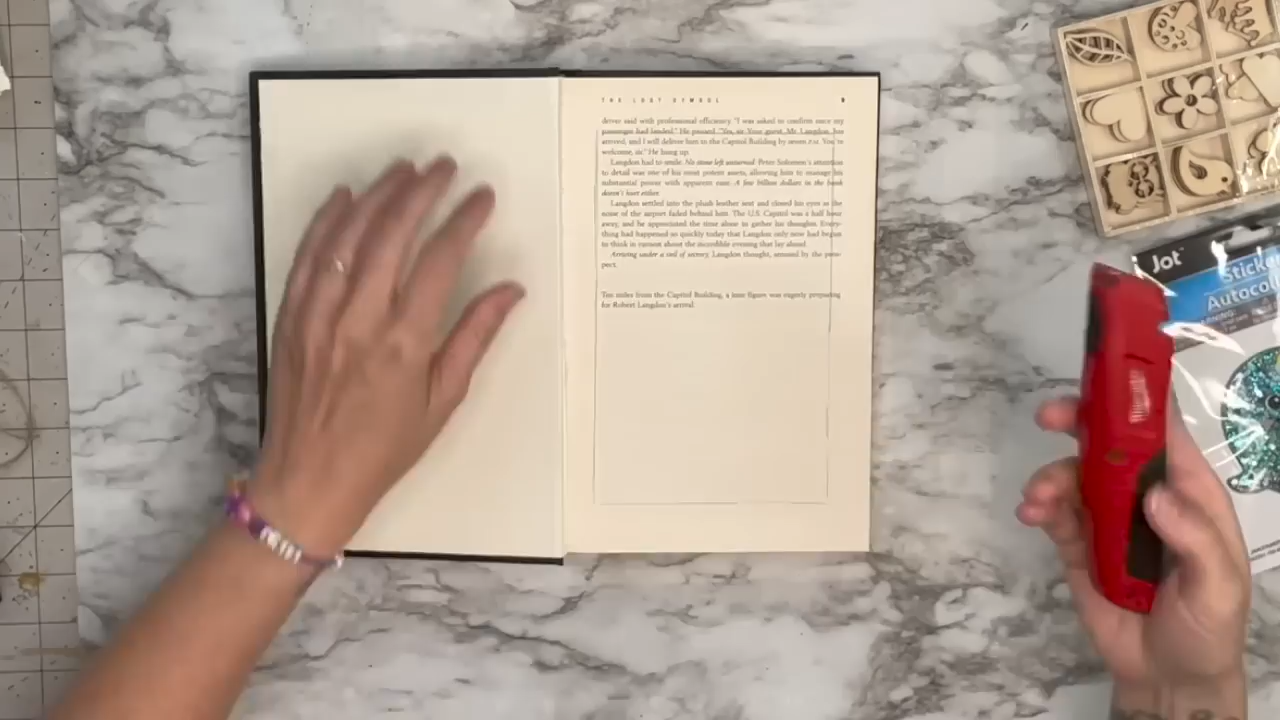 THE LOST SYMBOL 9
driver said with professional efficiency. "I was asked to confirm once my
passenger had landed." He paused. "Yes, sir. Your guest, Mr. Langdon, has
arrived, and I will deliver him to the Capitol Building by seven P.M. You're
welcome, sir." He hung up.
Langdon had to smile. No stone left unturned. Peter Solomon's attention
to detail was one of his most potent assets, allowing him to manage his
substantial power with apparent ease. A few billion dollars in the bank
doesn't hurt either.
Langdon settled into the plush leather seat and closed his eyes as the
noise of the airport faded behind him. The U.S. Capitol was a half hour
away, and he appreciated the time alone to gather his thoughts. Every-
thing had happened so quickly today that Langdon only now had begun
to think in earnest about the incredible evening that lay ahead.
Arriving under a veil of secrecy, Langdon thought, amused by the pros-
pect.
Ten miles from the Capitol Building, a lone figure was eagerly preparing
for Robert Langdon's arrival.
Jot
Sticke
Autocol
Milwaukee